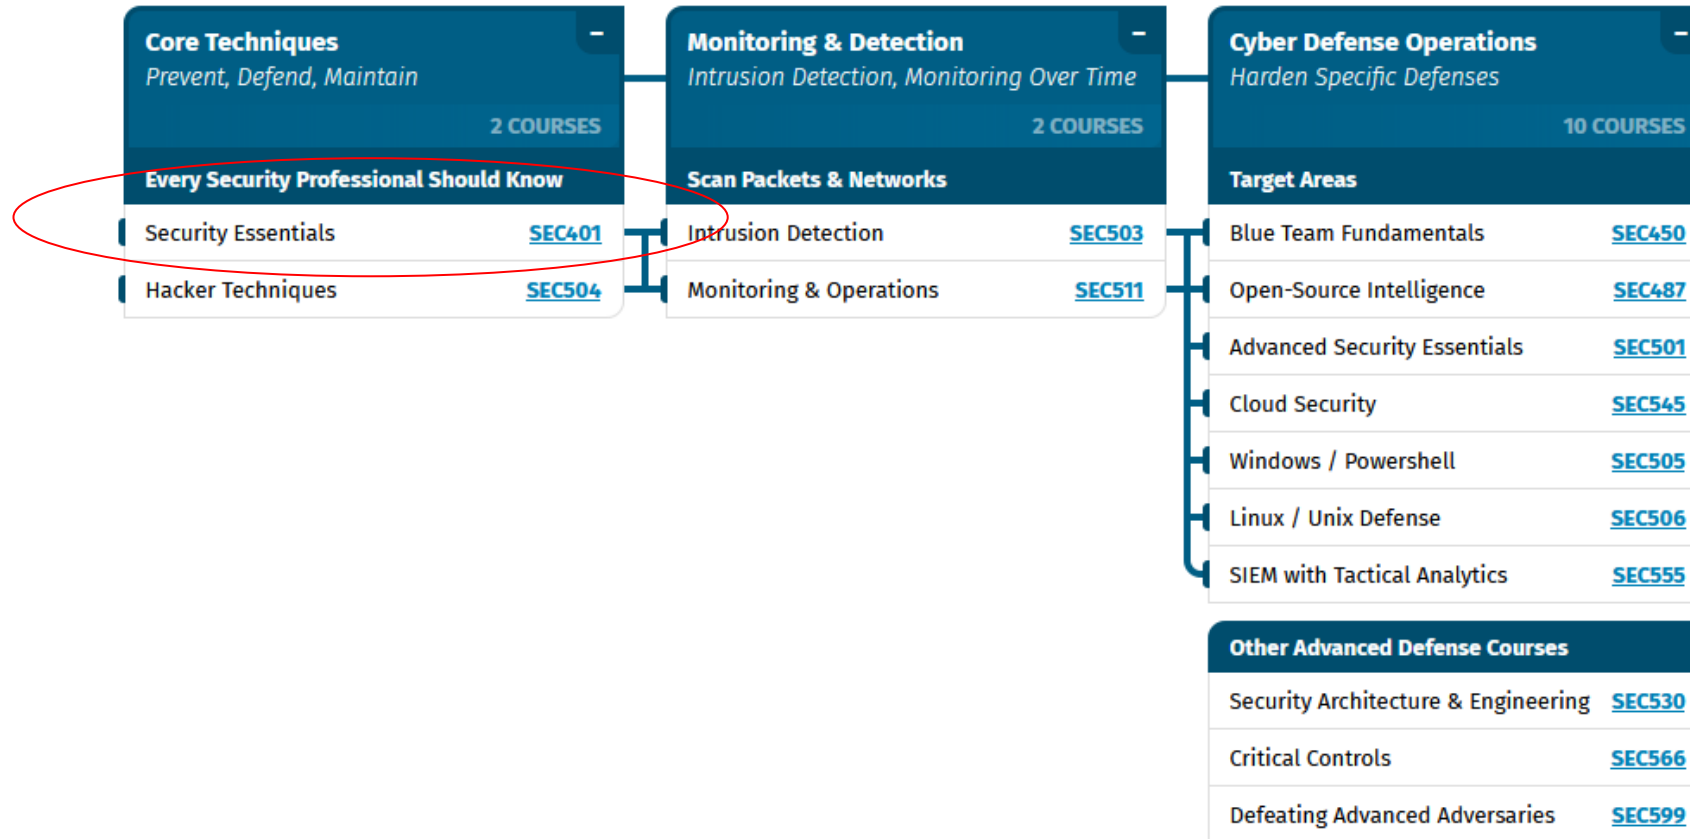 Core Techniques
Prevent, Defend, Maintain
2 COURSES
Every Security Professional Should Know
Security Essentials SEC401
Hacker Techniques SEC504
Monitoring & Detection
Intrusion Detection, Monitoring Over Time
2 COURSES
Scan Packets & Networks
Intrusion Detection SEC503
Monitoring & Operations SEC511
Cyber Defense Operations
Harden Specific Defenses
10 COURSES
Target Areas
Blue Team Fundamentals SEC450
Open-Source Intelligence SEC487
Advanced Security Essentials SEC501
Cloud Security SEC545
Windows / Powershell SEC505
Linux / Unix Defense SEC506
SIEM with Tactical Analytics SEC555
Other Advanced Defense Courses
Security Architecture & Engineering SEC530
Critical Controls SEC566
Defeating Advanced Adversaries SEC599